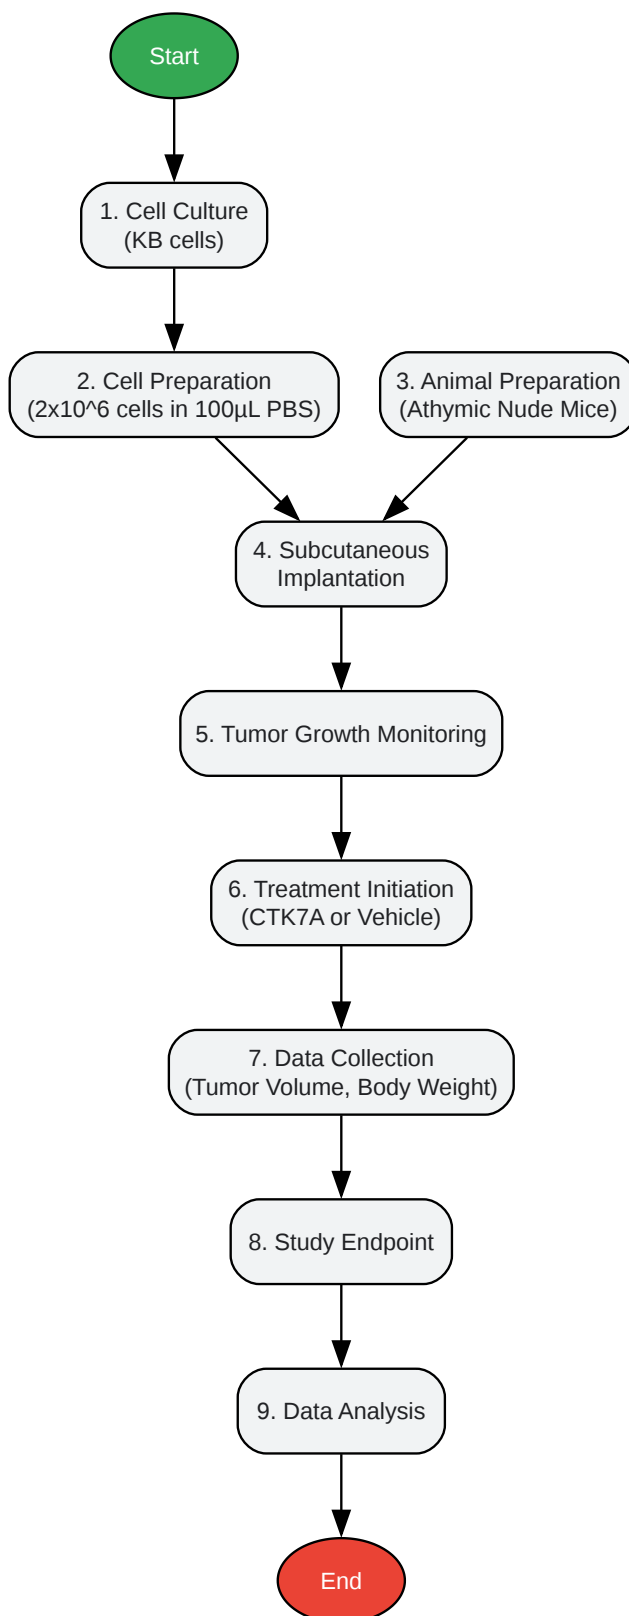 Start
1. Cell Culture
(KB cells)
2. Cell Preparation
(2x10^6 cells in 100µL PBS)
3. Animal Preparation
(Athymic Nude Mice)
4. Subcutaneous
Implantation
5. Tumor Growth Monitoring
6. Treatment Initiation
(CTK7A or Vehicle)
7. Data Collection
(Tumor Volume, Body Weight)
8. Study Endpoint
9. Data Analysis
End